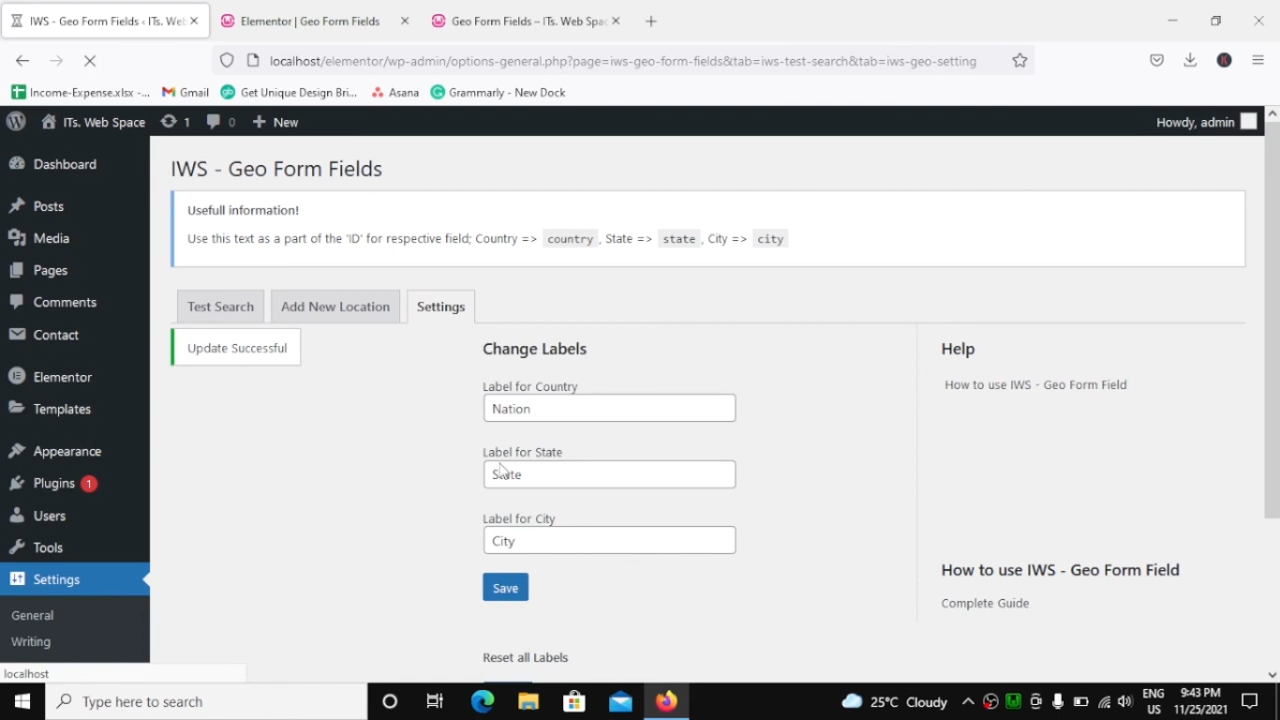 IWS - Geo Form Fields ‹ ITs. Web
Elementor | Geo Form Fields
Geo Form Fields – ITs. Web Spac
localhost/elementor/wp-admin/options-general.php?page=iws-geo-form-fields&tab=iws-test-search&tab=iws-geo-setting
Income-Expense.xlsx -...
Gmail
Get Unique Design Bri...
Asana
Grammarly - New Dock
ITs. Web Space
1
0
New
Howdy, admin
Dashboard
Posts
Media
Pages
Comments
Contact
Elementor
Templates
Appearance
Plugins 1
Users
Tools
Settings
General
Writing
IWS - Geo Form Fields
Usefull information!
Use this text as a part of the 'ID' for respective field; Country => country , State => state , City => city
Test Search
Add New Location
Settings
Update Successful
Change Labels
Label for Country
Nation
Label for State
State
Label for City
City
Save
Reset all Labels
Help
How to use IWS - Geo Form Field
How to use IWS - Geo Form Field
Complete Guide
localhost
Type here to search
25°C Cloudy
ENG
US
9:43 PM
11/25/2021